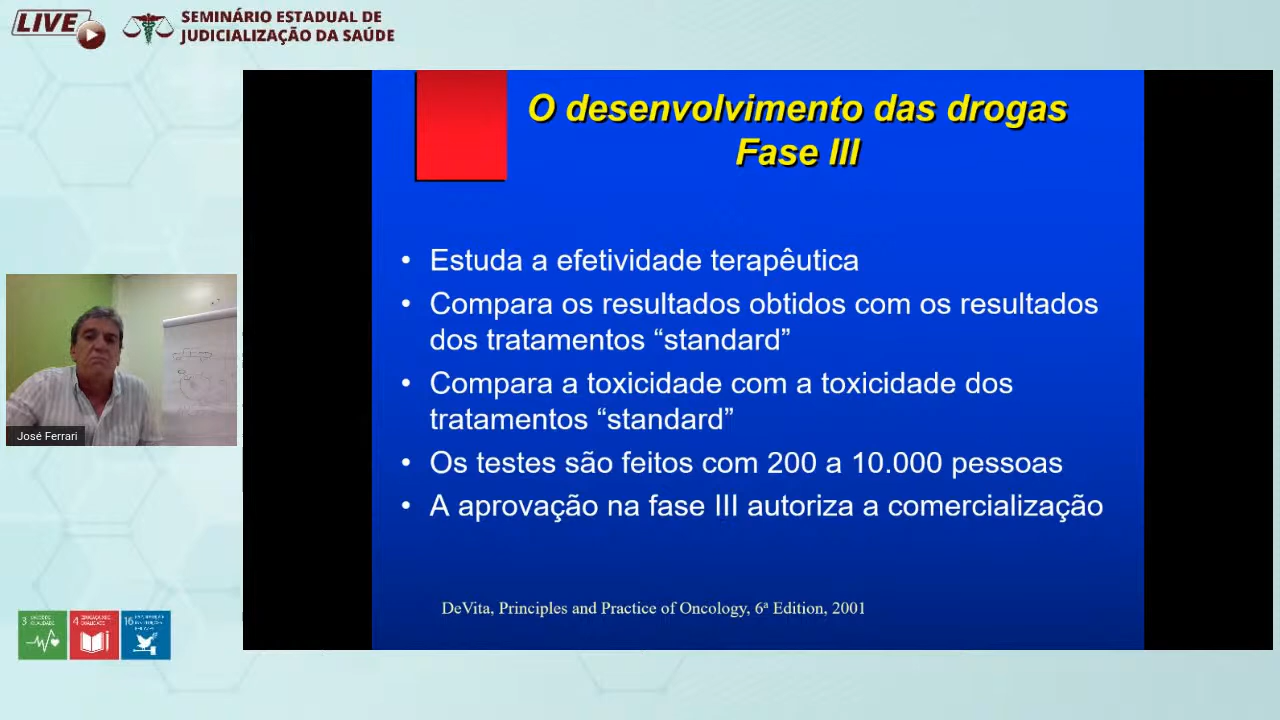 LIVE
SEMINÁRIO ESTADUAL DE
JUDICIALIZAÇÃO DA SAÚDE
O desenvolvimento das drogas
Fase III
• Estuda a efetividade terapêutica
• Compara os resultados obtidos com os resultados
dos tratamentos “standard”
• Compara a toxicidade com a toxicidade dos
tratamentos “standard”
• Os testes são feitos com 200 a 10.000 pessoas
• A aprovação na fase III autoriza a comercialização
DeVita, Principles and Practice of Oncology, 6ª Edition, 2001
José Ferrari
3
4
16